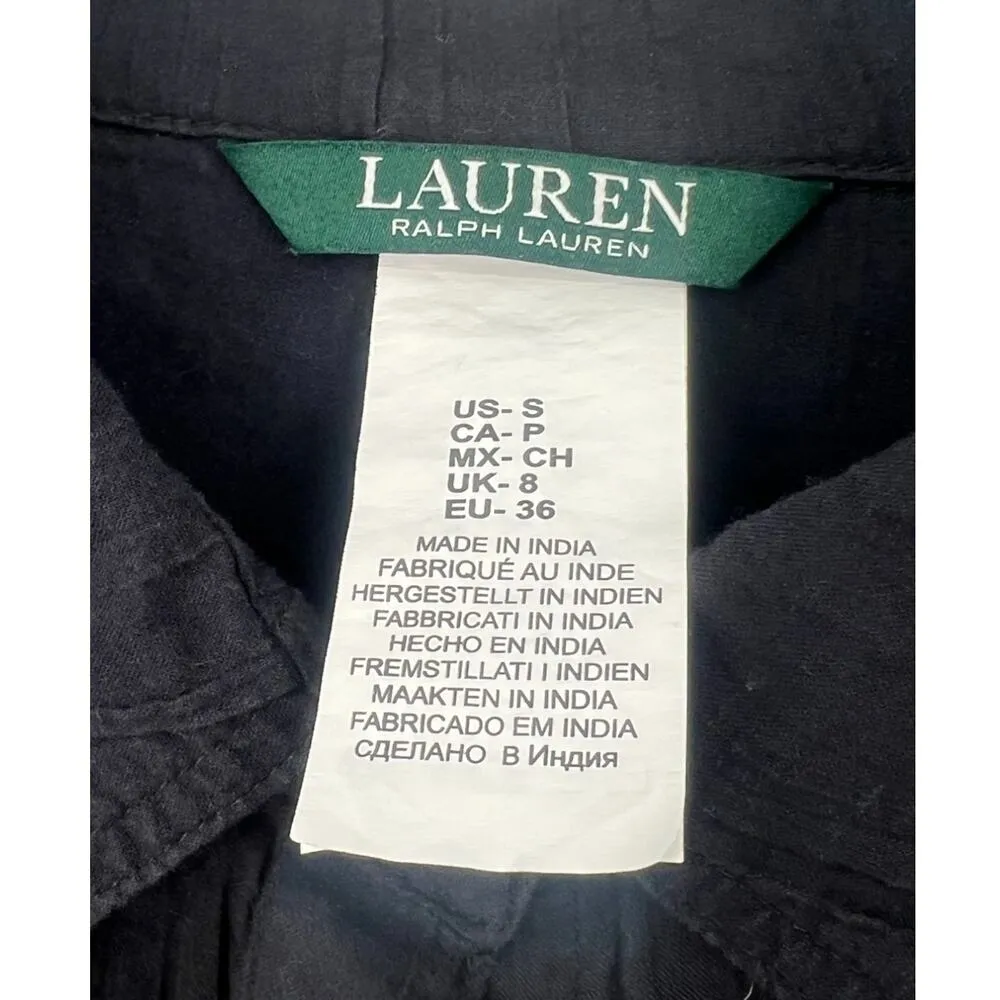 LAUREN
RALPH LAUREN
US- S
CA- P
MX- CH
UK- 8
EU- 36
MADE IN INDIA
FABRIQUÉ AU INDE
HERGESTELLT IN INDIEN
FABBRICATI IN INDIA
HECHO EN INDIA
FREMSTILLATI I INDIEN
MAAKTEN IN INDIA
FABRICADO EM INDIA
СДЕЛАНО В Индия